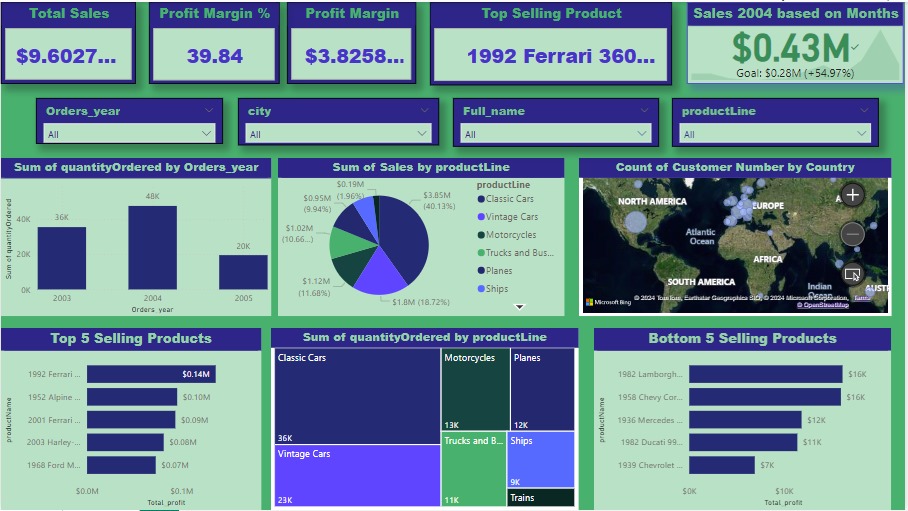 Total Sales
$9.6027...
Profit Margin %
39.84
Profit Margin
$3.8258...
Top Selling Product
1992 Ferrari 360...
Sales 2004 based on Months
$0.43M
Goal: $0.28M (+54.97%)
Orders_year
All
city
All
Full_name
All
productLine
All
Sum of quantityOrdered by Orders_year
Sum of quantityOrdered
40K
20K
0K
36K
48K
20K
2003
2004
2005
Orders_year
Sum of Sales by productLine
$0.19M
(1.96%)
$0.95M
(9.94%)
$1.02M
(10.66...)
$1.12M
(11.68%)
$1.8M (18.72%)
$3.85M
(40.13%)
productLine
Classic Cars
Vintage Cars
Motorcycles
Trucks and Bus...
Planes
Ships
Count of Customer Number by Country
NORTH AMERICA
EUROPE
A
Atlantic
Ocean
AFRICA
SOUTH AMERICA
Indian
Ocean
AUSTR
Microsoft Bing
© 2024 TomTom, Earthstar Geographics SIO, © 2024 Microsoft Corporation, Terms
© OpenStreetMap
Top 5 Selling Products
productName
1992 Ferrari ...
$0.14M
1952 Alpine ...
$0.10M
2001 Ferrari ...
$0.09M
2003 Harley-...
$0.08M
1968 Ford M...
$0.07M
$0.0M
$0.1M
Total_profit
Sum of quantityOrdered by productLine
Classic Cars
36K
Vintage Cars
23K
Motorcycles
13K
Planes
12K
Trucks and B...
11K
Ships
9K
Trains
Bottom 5 Selling Products
productName
1982 Lamborgh...
$16K
1958 Chevy Cor...
$16K
1936 Mercedes ...
$12K
1982 Ducati 99...
$11K
1939 Chevrolet ...
$7K
$0K
$10K
Total_profit